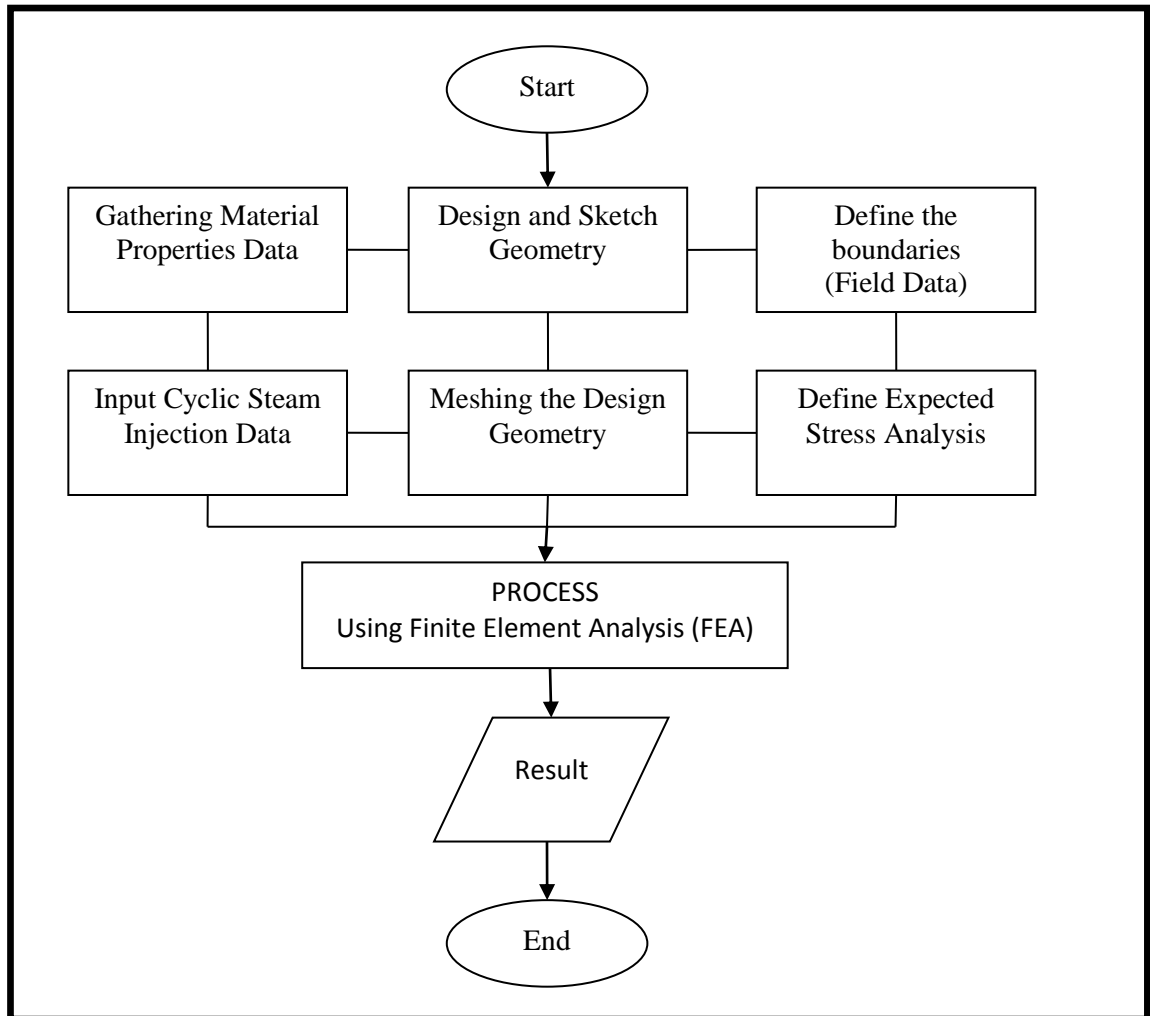 Start
Gathering Material
Properties Data
Design and Sketch
Geometry
Define the
boundaries
(Field Data)
Input Cyclic Steam
Injection Data
Meshing the Design
Geometry
Define Expected
Stress Analysis
PROCESS
Using Finite Element Analysis (FEA)
Result
End